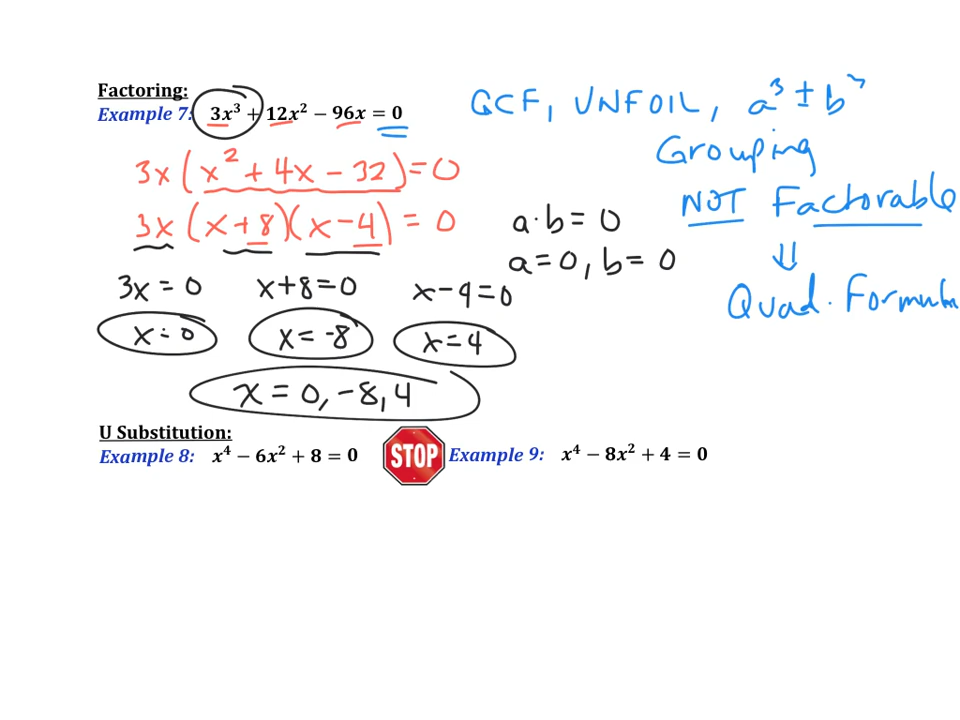 Factoring:
Example 7: 3x³ + 12x² − 96x = 0
GCF, UNFOIL, a³ ± b³
Grouping
3x (x² + 4x − 32) = 0
NOT Factorable
3x (x+8)(x−4) = 0
a·b = 0
⇓
a=0, b=0
3x = 0 x+8=0 x−4=0
Quad. Formula
x=0 x=-8 x=4
x = 0, −8, 4
U Substitution:
Example 8: x⁴ − 6x² + 8 = 0 STOP Example 9: x⁴ − 8x² + 4 = 0